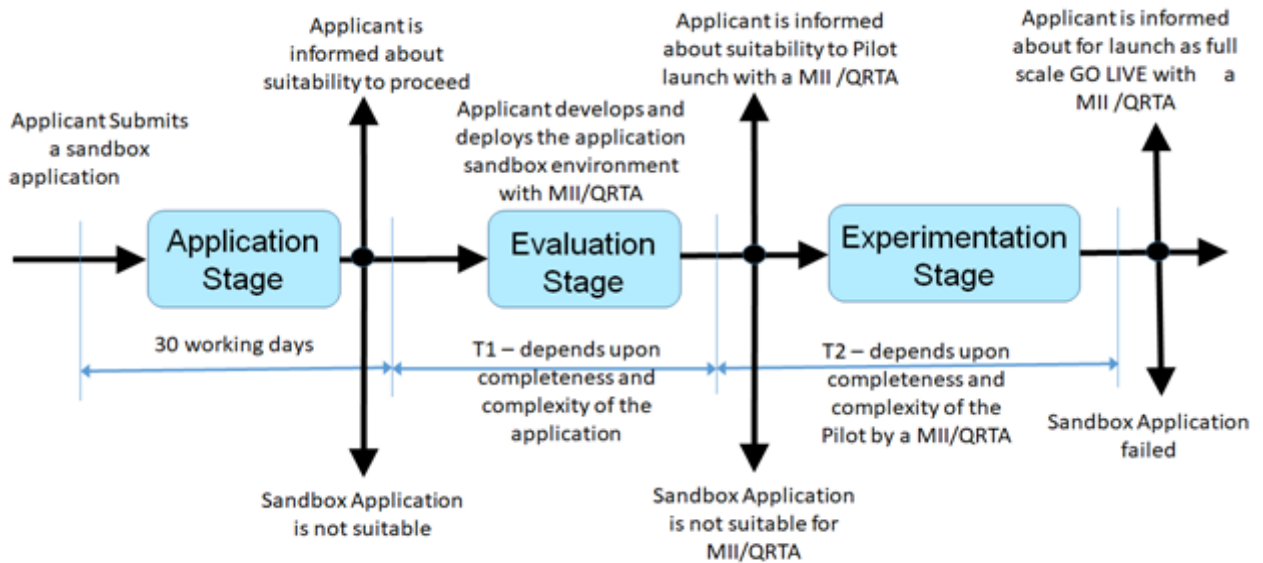 Applicant Submits
a sandbox
application
Applicant is
informed about
suitability to proceed
Applicant is informed
about suitability to Pilot
launch with a MII /QRTA
Applicant develops and
deploys the application
sandbox environment
with MII/QRTA
Applicant is informed
about for launch as full
scale GO LIVE with a
MII /QRTA
Application
Stage
Evaluation
Stage
Experimentation
Stage
30 working days
T1 – depends upon
completeness and
complexity of the
application
T2 – depends upon
completeness and
complexity of the
Pilot by a MII/QRTA
Sandbox Application
is not suitable
Sandbox Application
is not suitable for
MII/QRTA
Sandbox Application
failed